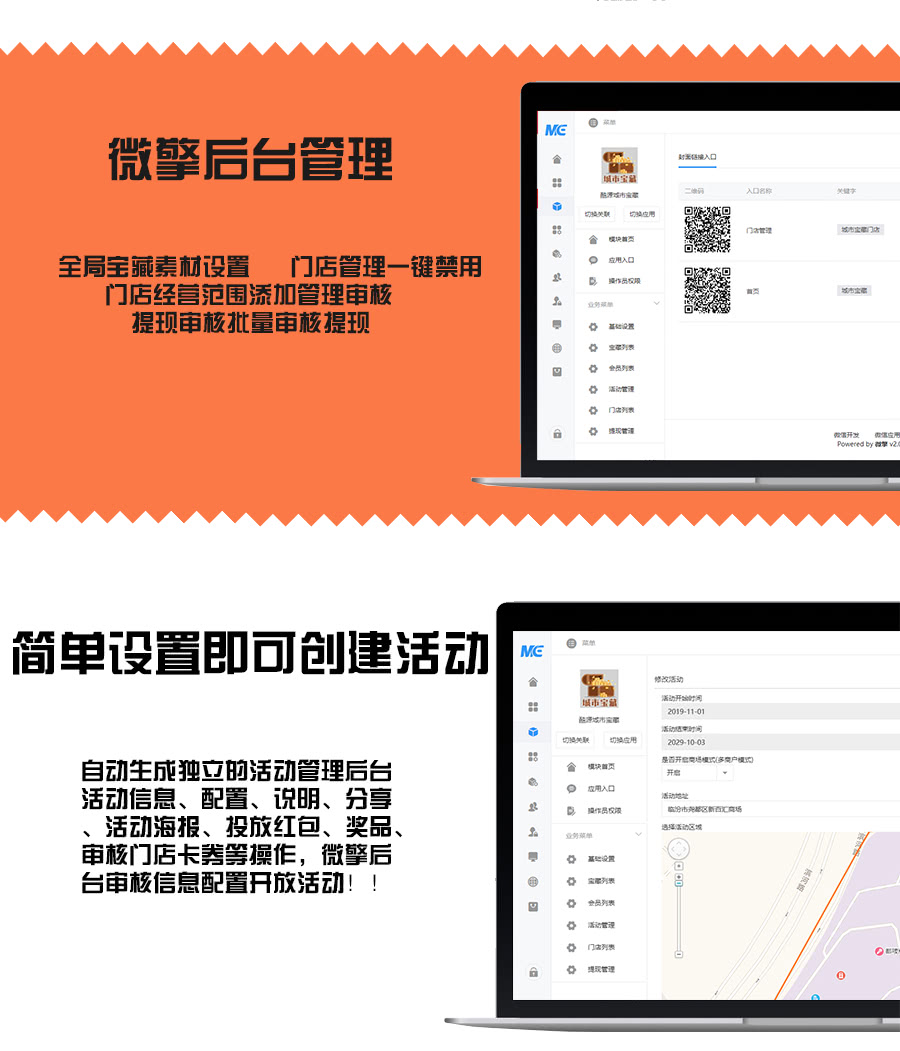 微擎后台管理
全局宝藏素材设置 门店管理一键禁用
门店经营范围添加管理审核
提现审核批量审核提现
菜单
城市宝藏
酷源城市宝藏
切换关联 切换应用
模块首页
应用入口
操作员权限
业务菜单
基础设置
宝藏列表
会员列表
活动管理
门店列表
提现管理
封面链接入口
二维码 入口名称 关键字
门店管理 城市宝藏门店
首页 城市宝藏
微信开发 微信应用
Powered by 微擎 v2.0
简单设置即可创建活动
自动生成独立的活动管理后台
活动信息、配置、说明、分享
、活动海报、投放红包、奖品、
审核门店卡券等操作，微擎后
台审核信息配置开放活动！！
菜单
城市宝藏
酷源城市宝藏
切换关联 切换应用
模块首页
应用入口
操作员权限
业务菜单
基础设置
宝藏列表
会员列表
活动管理
门店列表
提现管理
修改活动
活动开始时间
2019-11-01
活动结束时间
2029-10-03
是否开启商场模式(多商户模式)
开启
活动地址
临汾市尧都区新百汇商场
选择活动区域